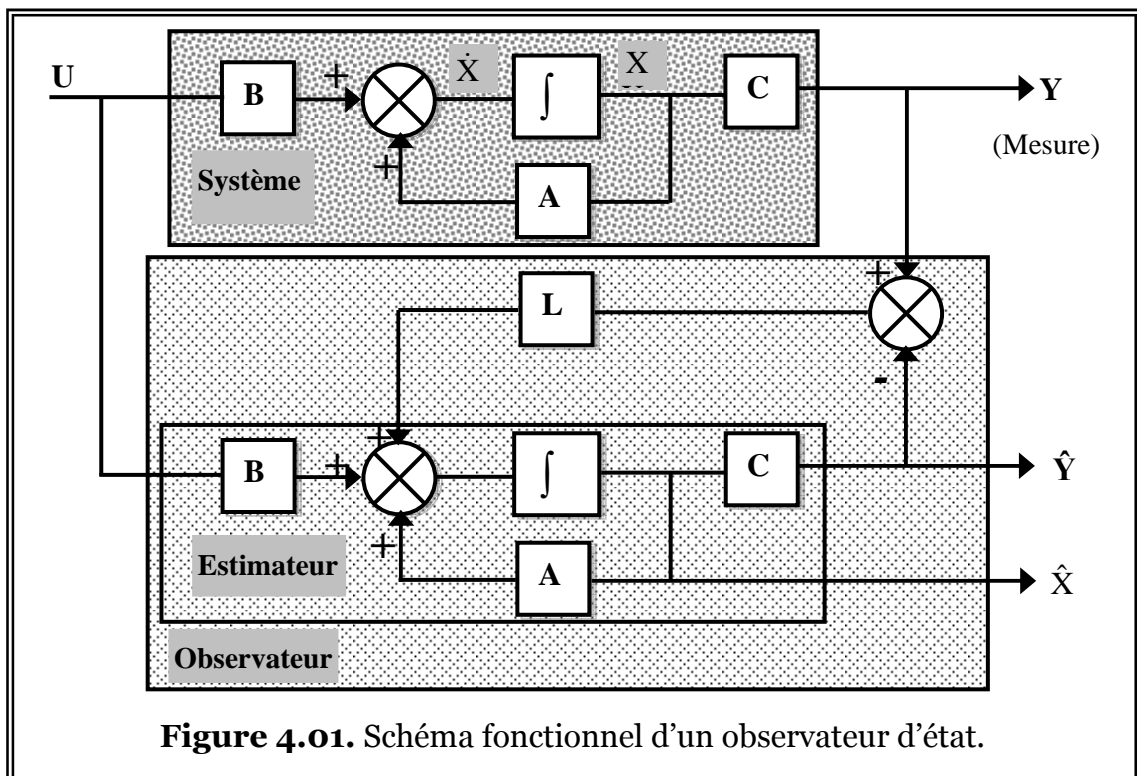 U
B
+
Ẋ
∫
X
C
Y
(Mesure)
+
Système
A
L
+
-
B
+
+
∫
C
Ŷ
+
Estimateur
A
X̂
Observateur
Figure 4.01. Schéma fonctionnel d’un observateur d’état.